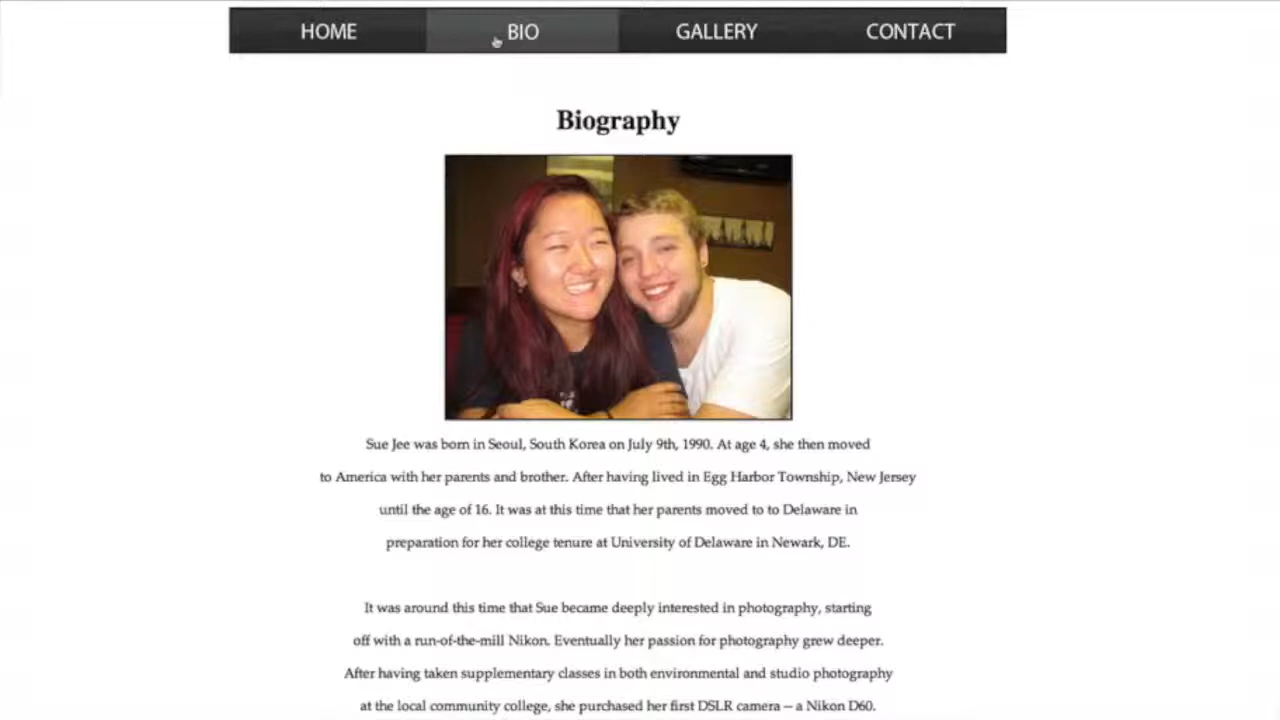 HOME BIO GALLERY CONTACT
Biography
Sue Jee was born in Seoul, South Korea on July 9th, 1990. At age 4, she then moved
to America with her parents and brother. After having lived in Egg Harbor Township, New Jersey
until the age of 16. It was at this time that her parents moved to to Delaware in
preparation for her college tenure at University of Delaware in Newark, DE.
It was around this time that Sue became deeply interested in photography, starting
off with a run-of-the-mill Nikon. Eventually her passion for photography grew deeper.
After having taken supplementary classes in both environmental and studio photography
at the local community college, she purchased her first DSLR camera – a Nikon D60.